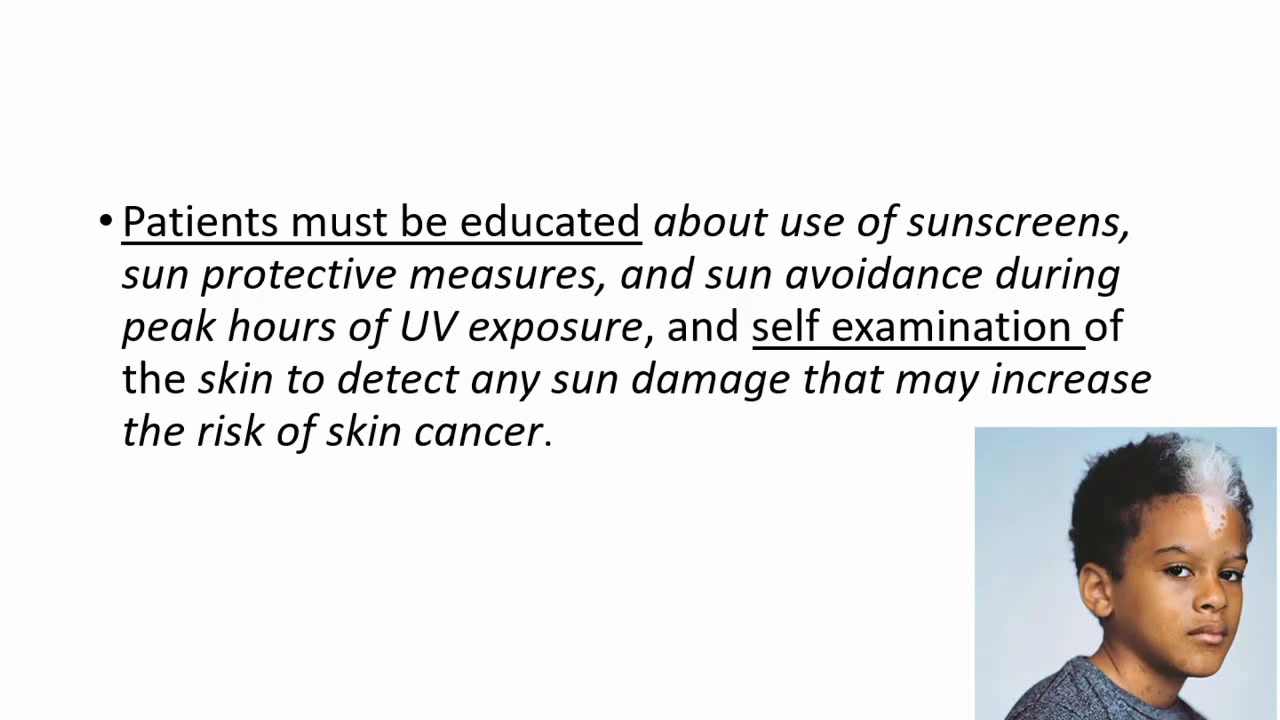 • Patients must be educated about use of sunscreens,
sun protective measures, and sun avoidance during
peak hours of UV exposure, and self examination of
the skin to detect any sun damage that may increase
the risk of skin cancer.